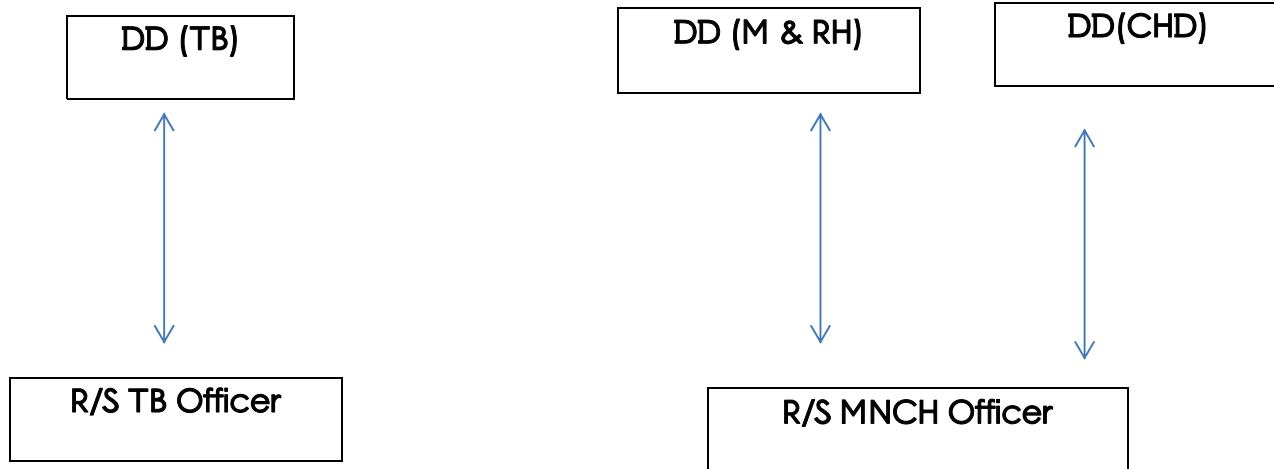 DD (TB)
DD (M & RH)
DD(CHD)
R/S TB Officer
R/S MNCH Officer